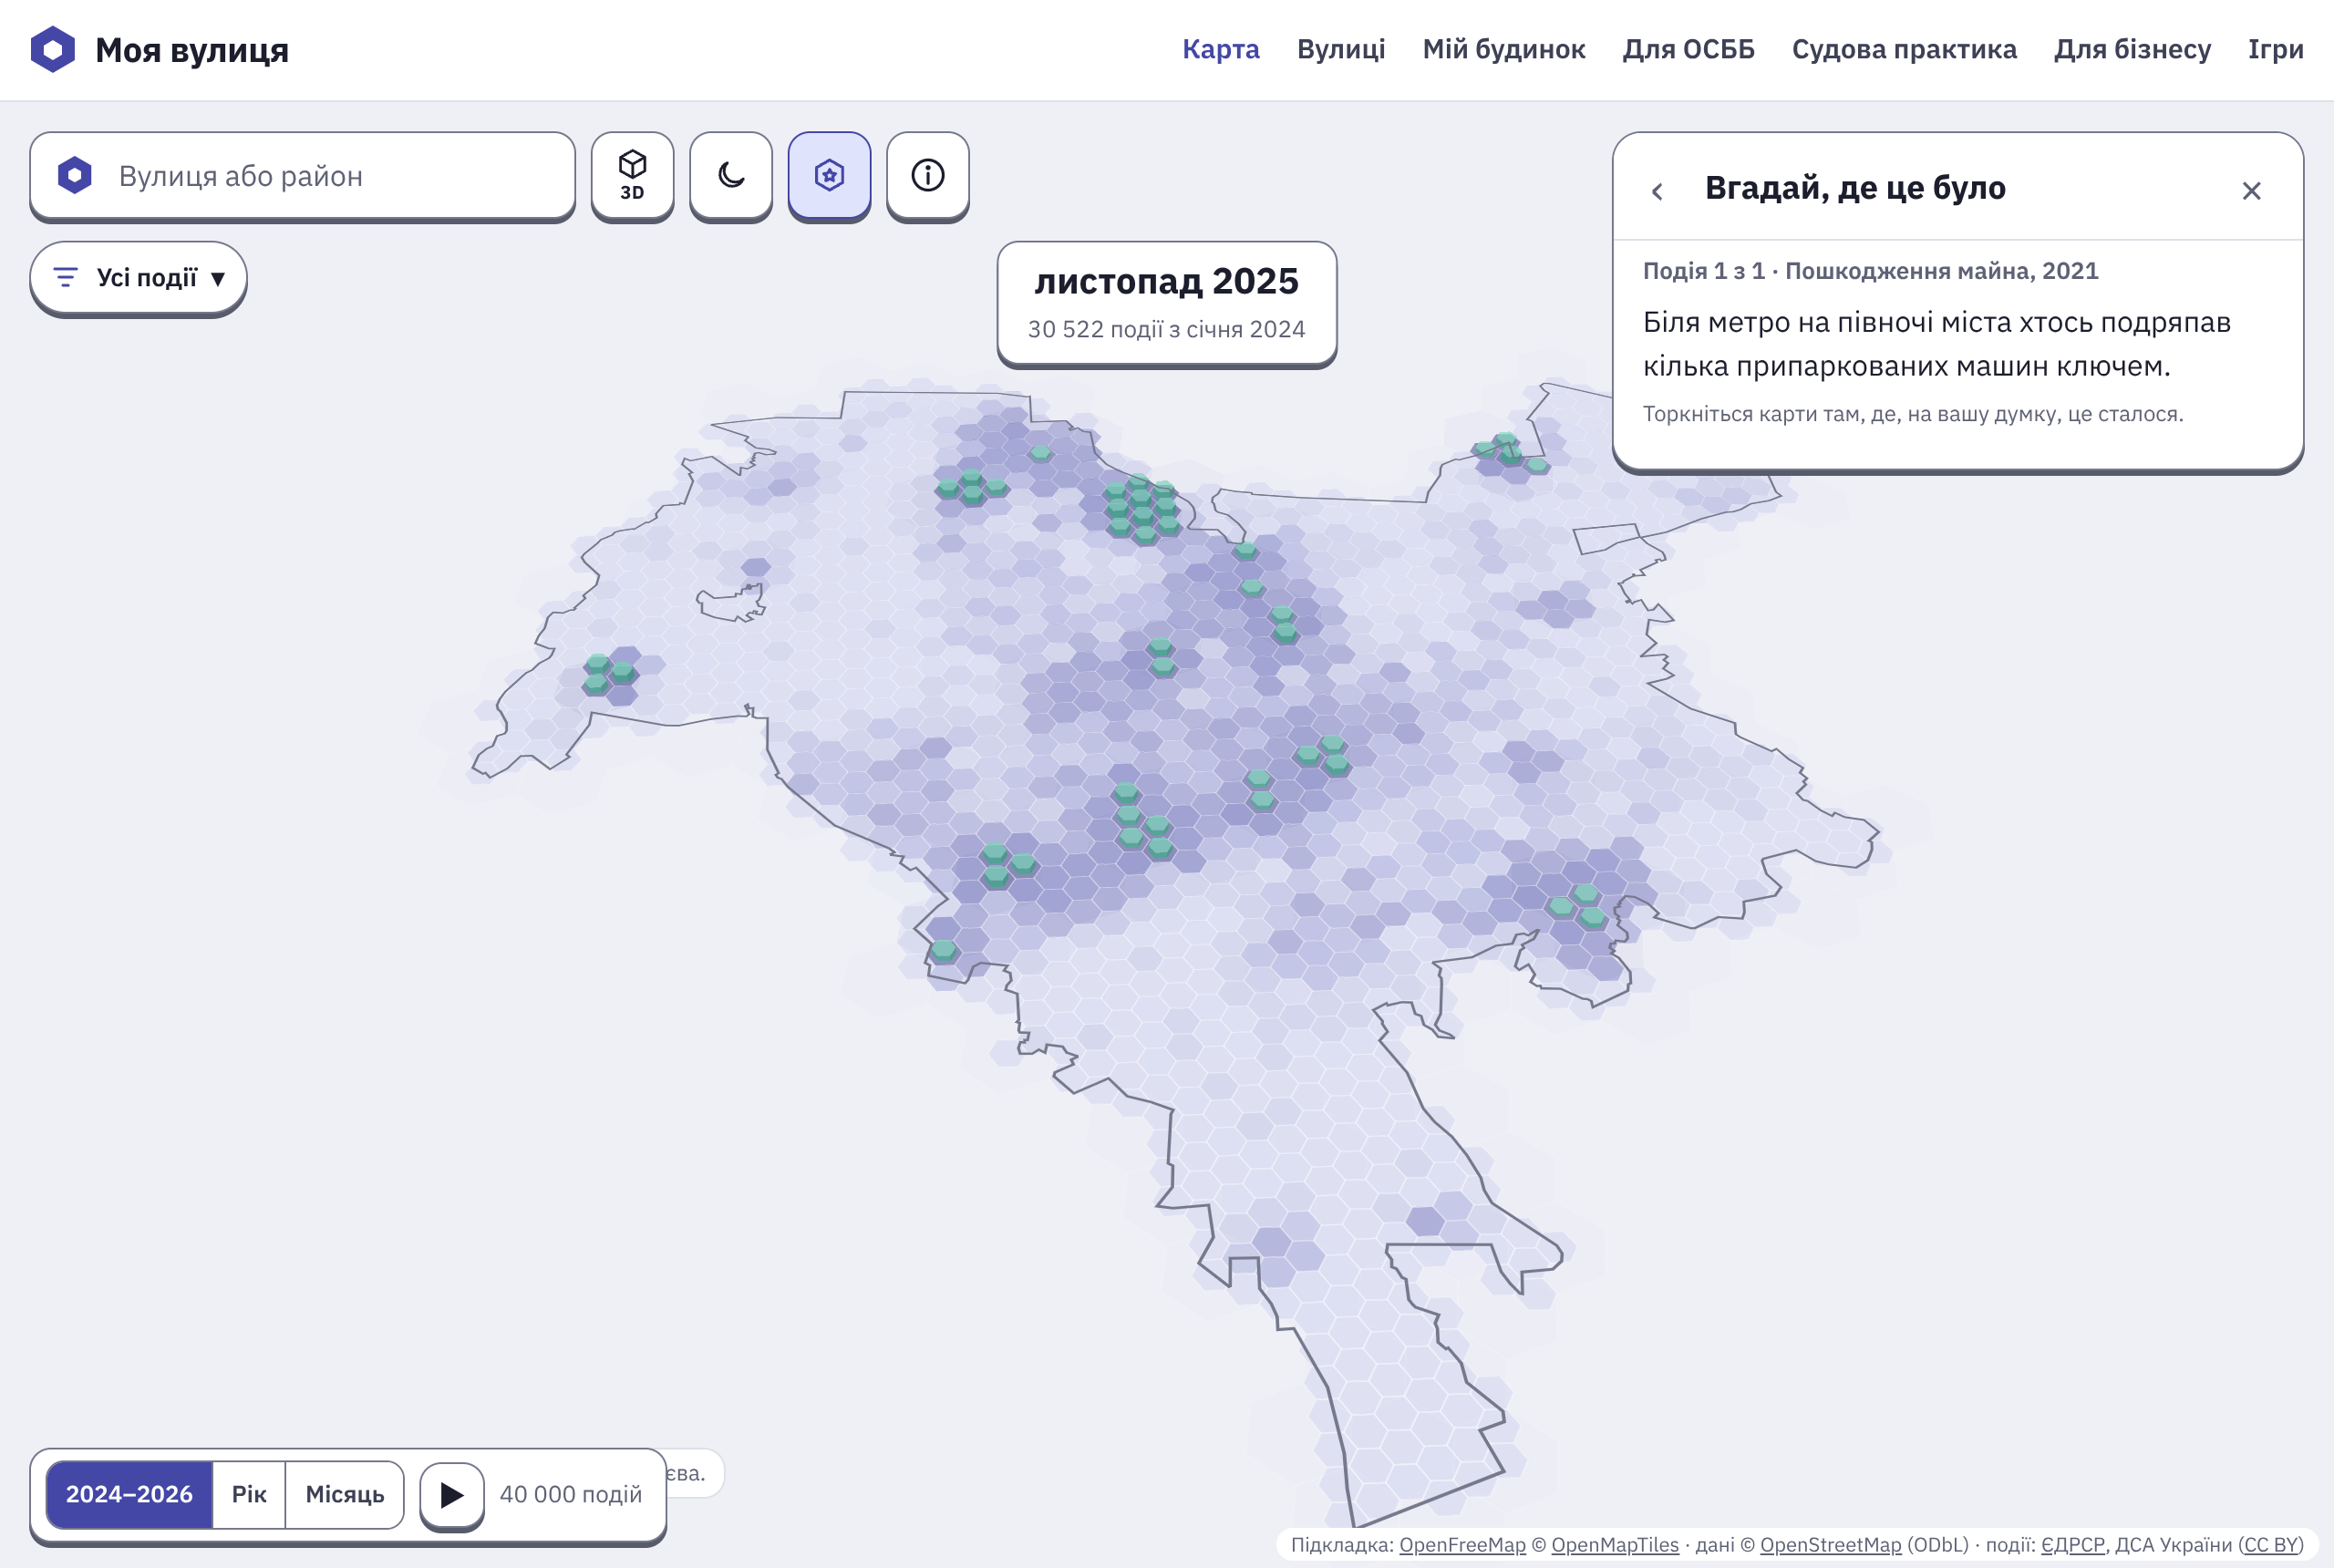 Моя вулиця
Карта Вулиці Мій будинок Для ОСББ Судова практика Для бізнесу Ігри
Вулиця або район
3D
Усі події ▼
листопад 2025
30 522 події з січня 2024
Вгадай, де це було
Подія 1 з 1 · Пошкодження майна, 2021
Біля метро на півночі міста хтось подряпав
кілька припаркованих машин ключем.
Торкніться карти там, де, на вашу думку, це сталося.
2024–2026 Рік Місяць 40 000 подій
єва.
Підкладка: OpenFreeMap © OpenMapTiles · дані © OpenStreetMap (ODbL) · події: ЄДРСР, ДСА України (CC BY)